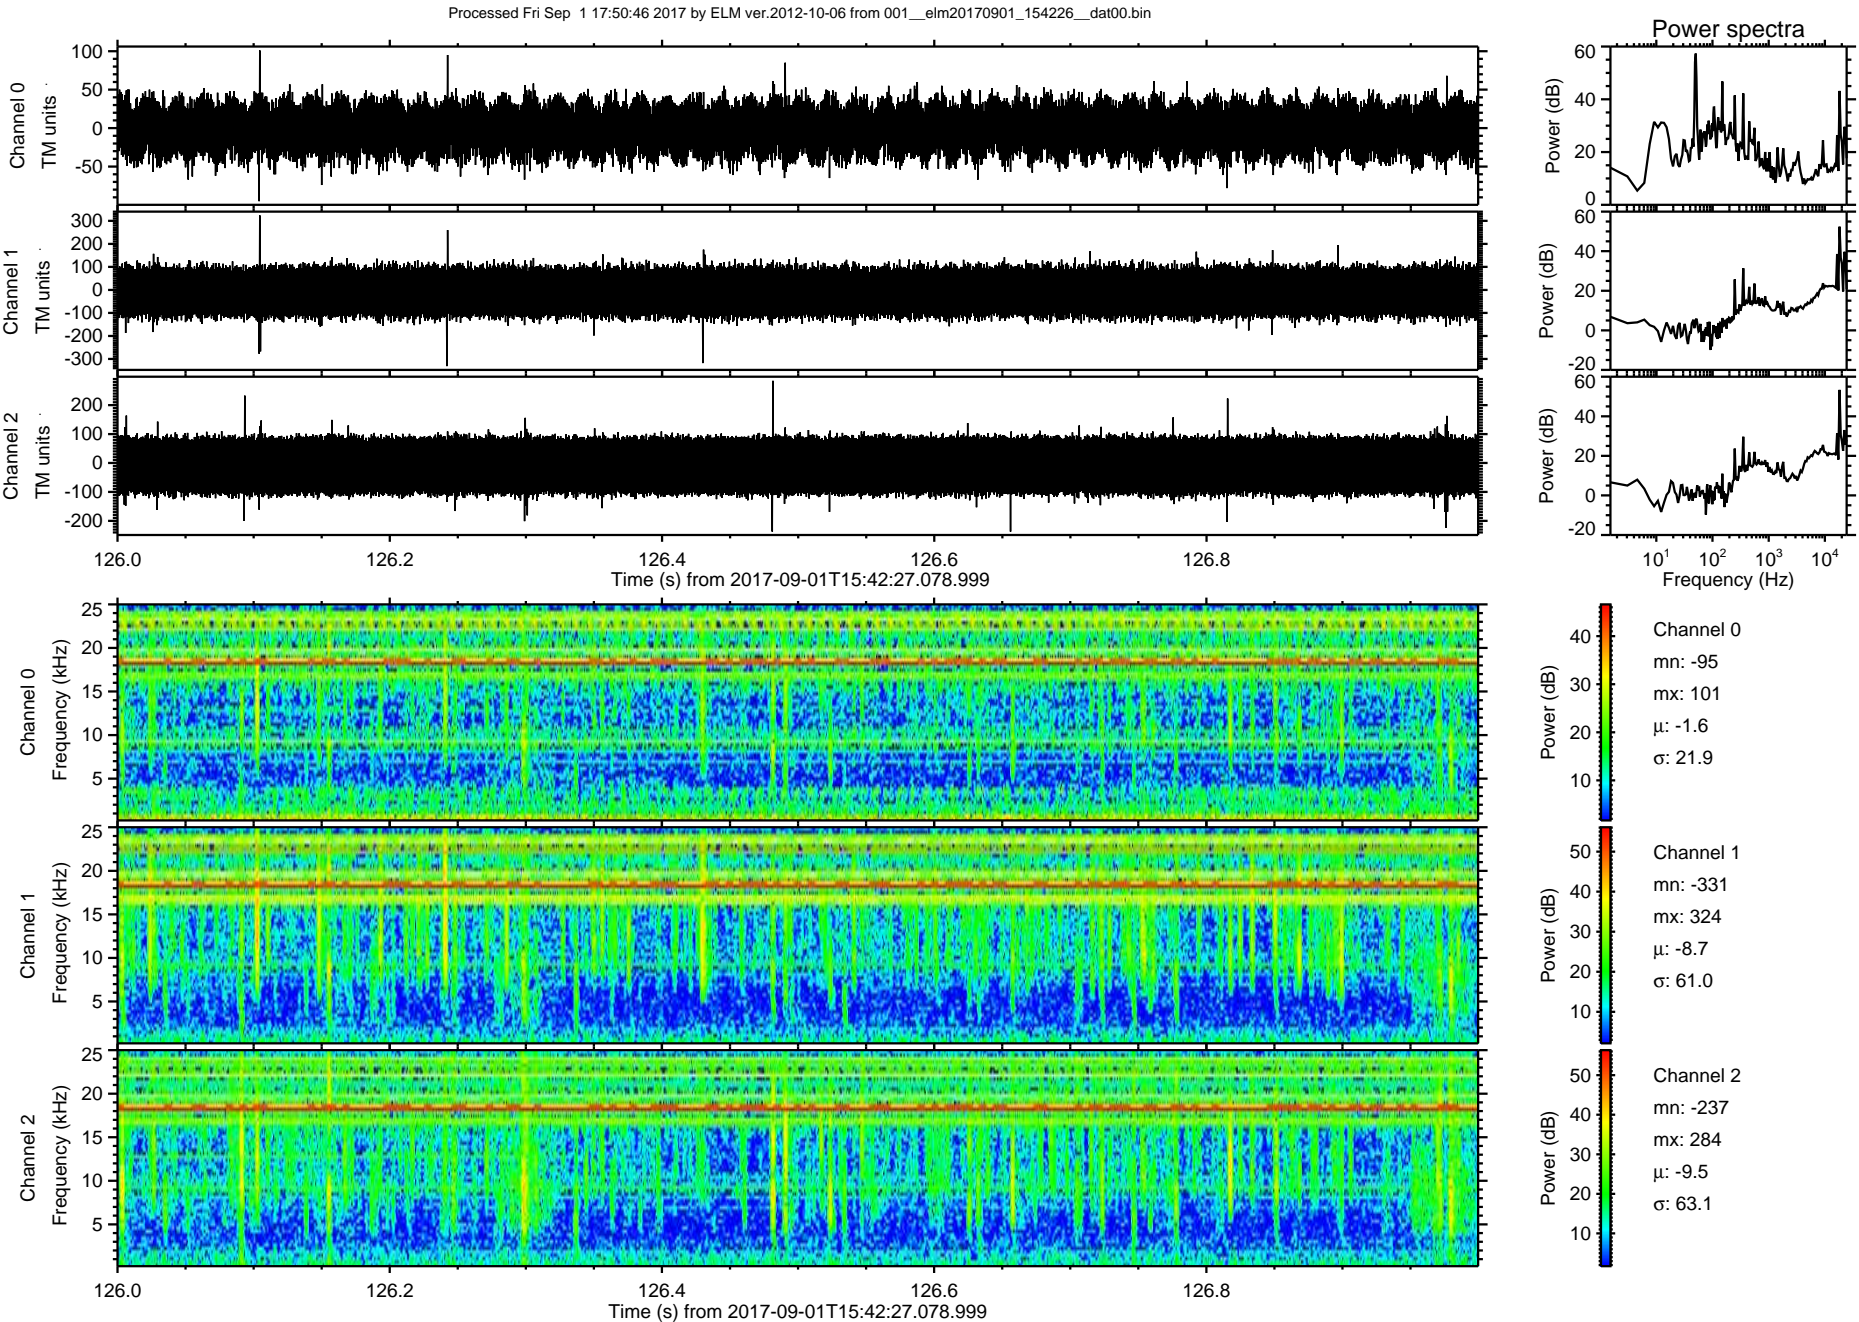 Processed Fri Sep  1 17:50:46 2017 by ELM ver.2012-10-06 from 001__elm20170901_154226__dat00.bin
Power spectra
Channel 0
TM units
100
50
0
-50
Power (dB)
60
40
20
0
Channel 1
TM units
300
200
100
0
-100
-200
-300
Power (dB)
60
40
20
0
-20
Channel 2
TM units
200
100
0
-100
-200
Power (dB)
60
40
20
0
-20
126.0
126.2
126.4
126.6
126.8
Time (s) from 2017-09-01T15:42:27.078.999
10¹
10²
10³
10⁴
Frequency (Hz)
Channel 0
Frequency (kHz)
25
20
15
10
5
Power (dB)
40
30
20
10
Channel 0
mn: -95
mx: 101
μ: -1.6
σ: 21.9
Channel 1
Frequency (kHz)
25
20
15
10
5
Power (dB)
50
40
30
20
10
Channel 1
mn: -331
mx: 324
μ: -8.7
σ: 61.0
Channel 2
Frequency (kHz)
25
20
15
10
5
Power (dB)
50
40
30
20
10
Channel 2
mn: -237
mx: 284
μ: -9.5
σ: 63.1
126.0
126.2
126.4
126.6
126.8
Time (s) from 2017-09-01T15:42:27.078.999